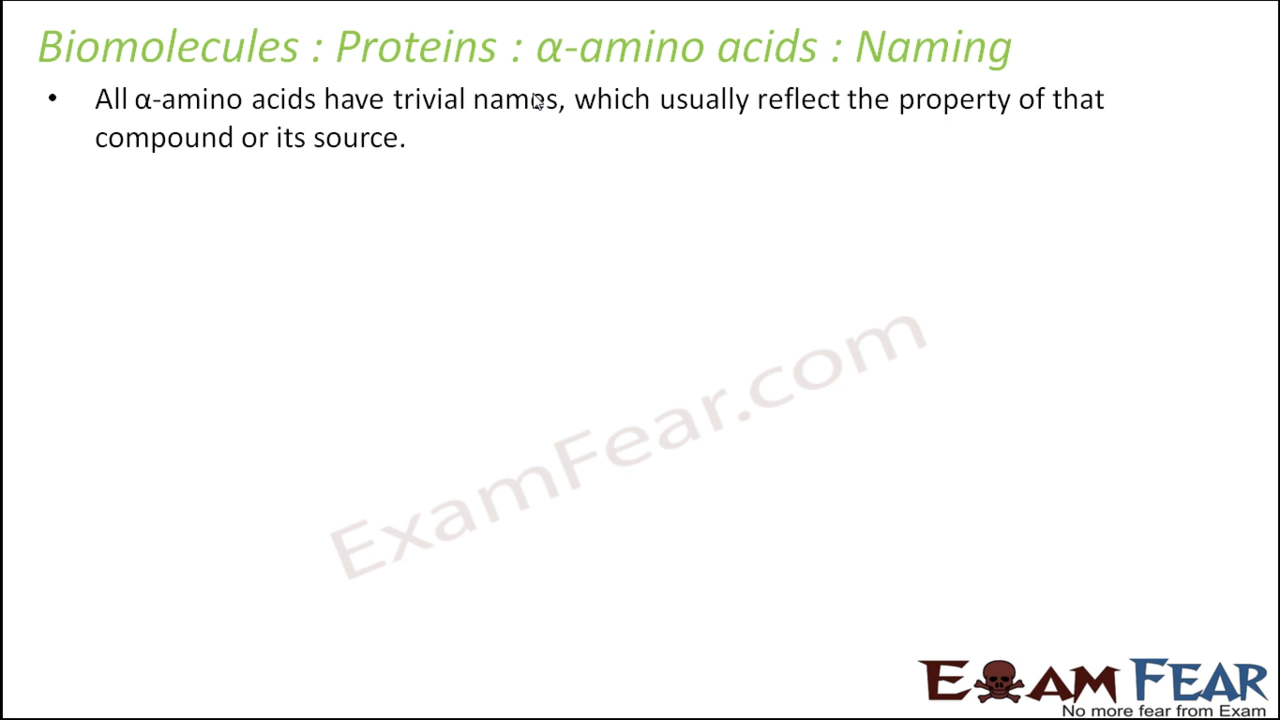 Biomolecules : Proteins : α-amino acids : Naming
• All α-amino acids have trivial names, which usually reflect the property of that
compound or its source.
ExamFear.com
EXAM FEAR
No more fear from Exam